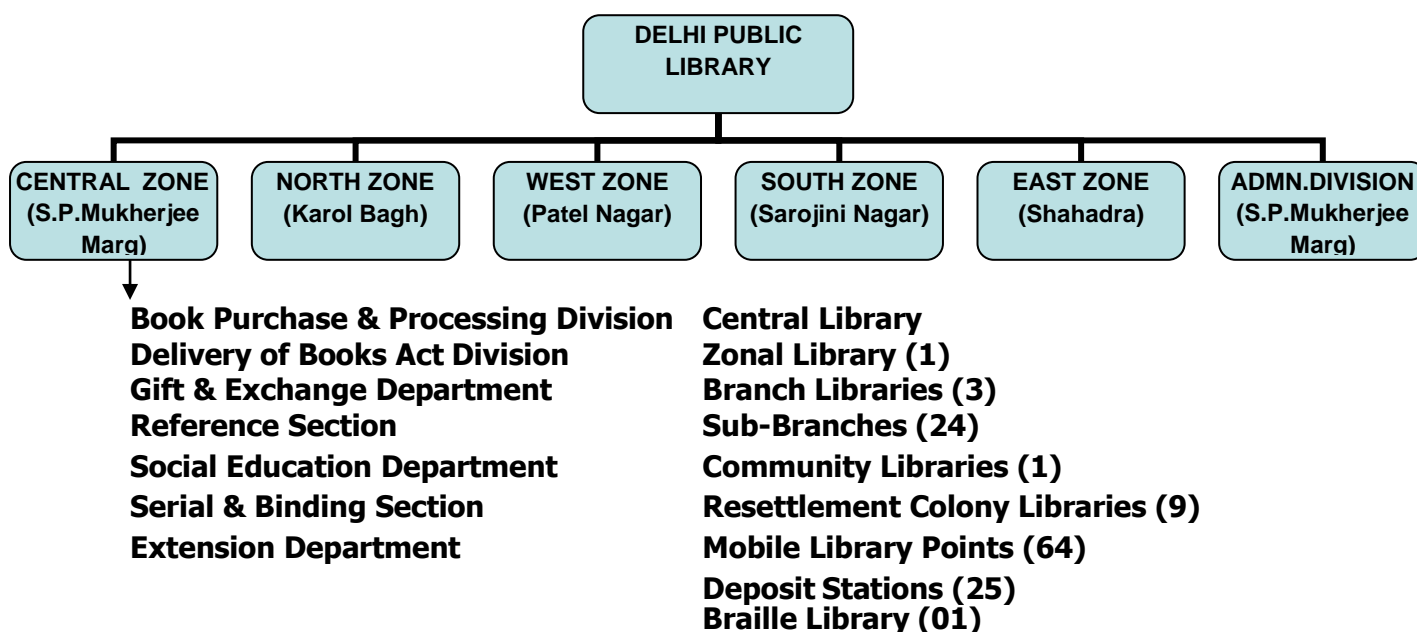 DELHI PUBLIC
LIBRARY
CENTRAL ZONE
(S.P.Mukherjee
Marg)
NORTH ZONE
(Karol Bagh)
WEST ZONE
(Patel Nagar)
SOUTH ZONE
(Sarojini Nagar)
EAST ZONE
(Shahadra)
ADMN.DIVISION
(S.P.Mukherjee
Marg)
Book Purchase & Processing Division
Delivery of Books Act Division
Gift & Exchange Department
Reference Section
Social Education Department
Serial & Binding Section
Extension Department
Central Library
Zonal Library (1)
Branch Libraries (3)
Sub-Branches (24)
Community Libraries (1)
Resettlement Colony Libraries (9)
Mobile Library Points (64)
Deposit Stations (25)
Braille Library (01)